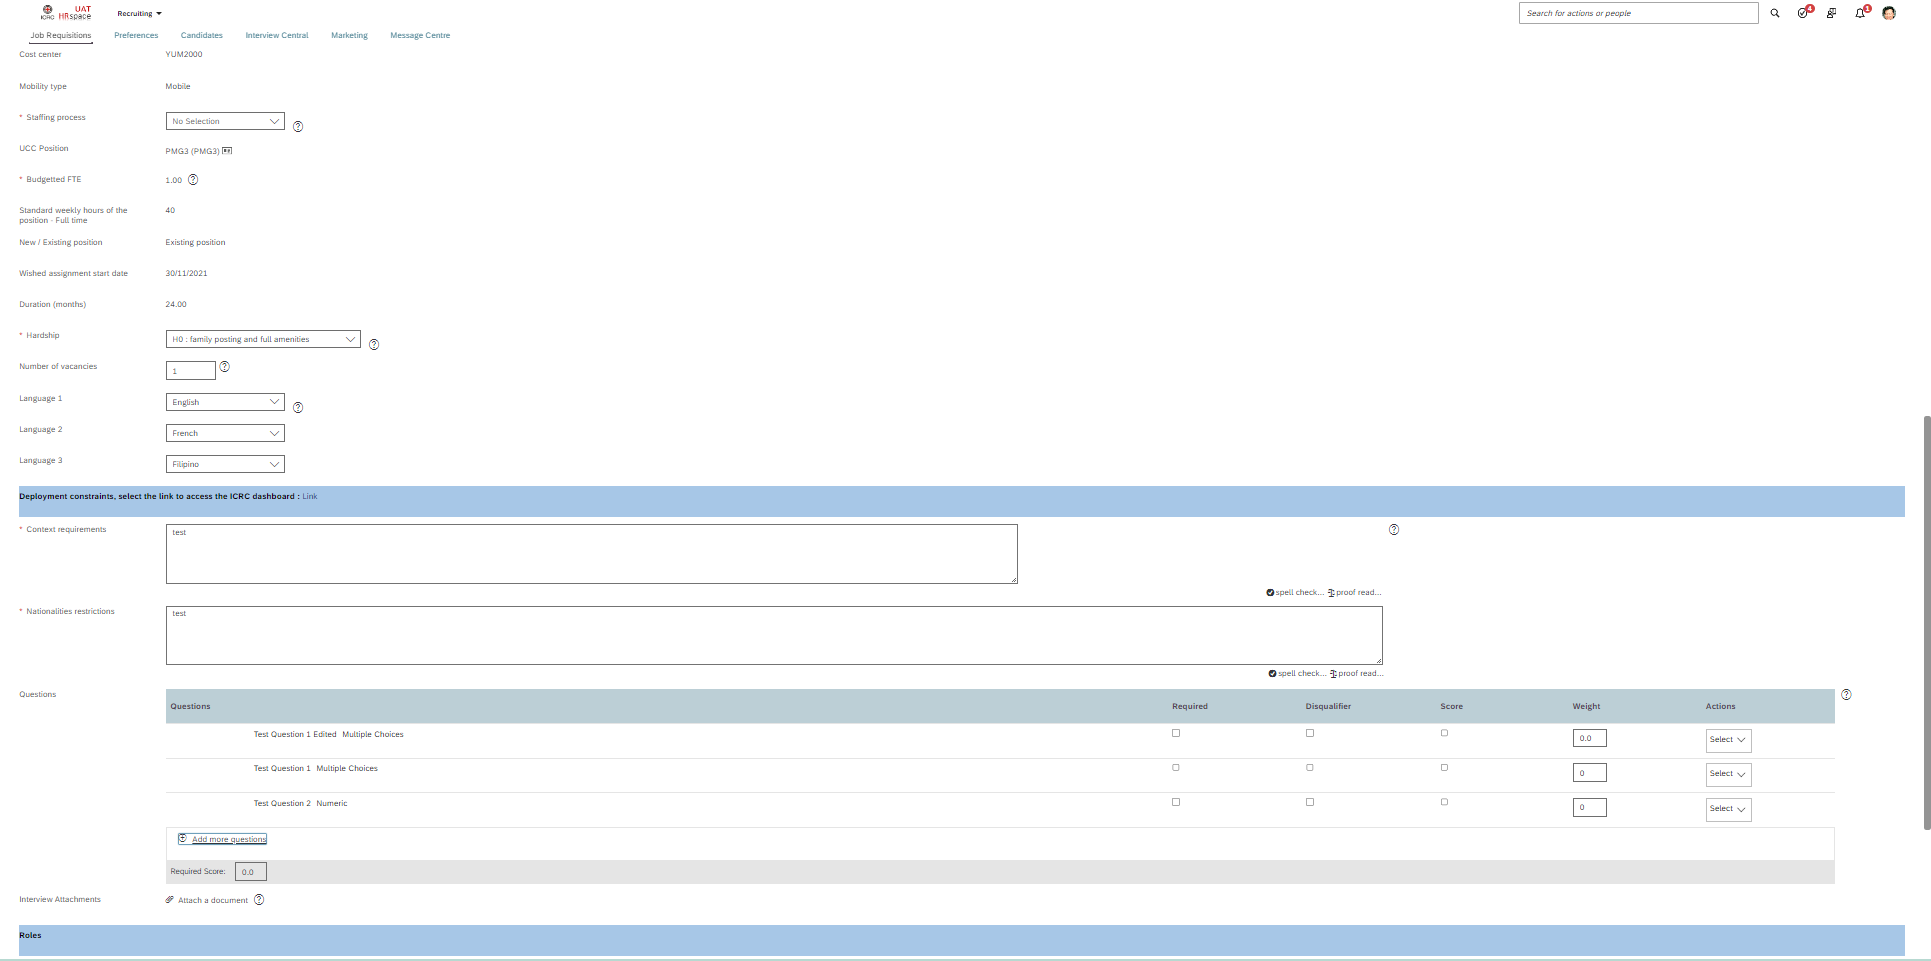 UAT
ICRC HRspace
Recruiting
Search for actions or people
4
1
Job Requisitions Preferences Candidates Interview Central Marketing Message Centre
Cost center YUM2000
Mobility type Mobile
* Staffing process No Selection
UCC Position PMG3 (PMG3)
* Budgetted FTE 1.00
Standard weekly hours of the position - Full time 40
New / Existing position Existing position
Wished assignment start date 30/11/2021
Duration (months) 24.00
* Hardship H0 : family posting and full amenities
Number of vacancies 1
Language 1 English
Language 2 French
Language 3 Filipino
Deployment constraints, select the link to access the ICRC dashboard : Link
* Context requirements test
spell check... proof read...
* Nationalities restrictions test
spell check... proof read...
Questions
Questions Required Disqualifier Score Weight Actions
Test Question 1 Edited Multiple Choices 0.0 Select
Test Question 1 Multiple Choices 0 Select
Test Question 2 Numeric 0 Select
Add more questions
Required Score: 0.0
Interview Attachments Attach a document
Roles